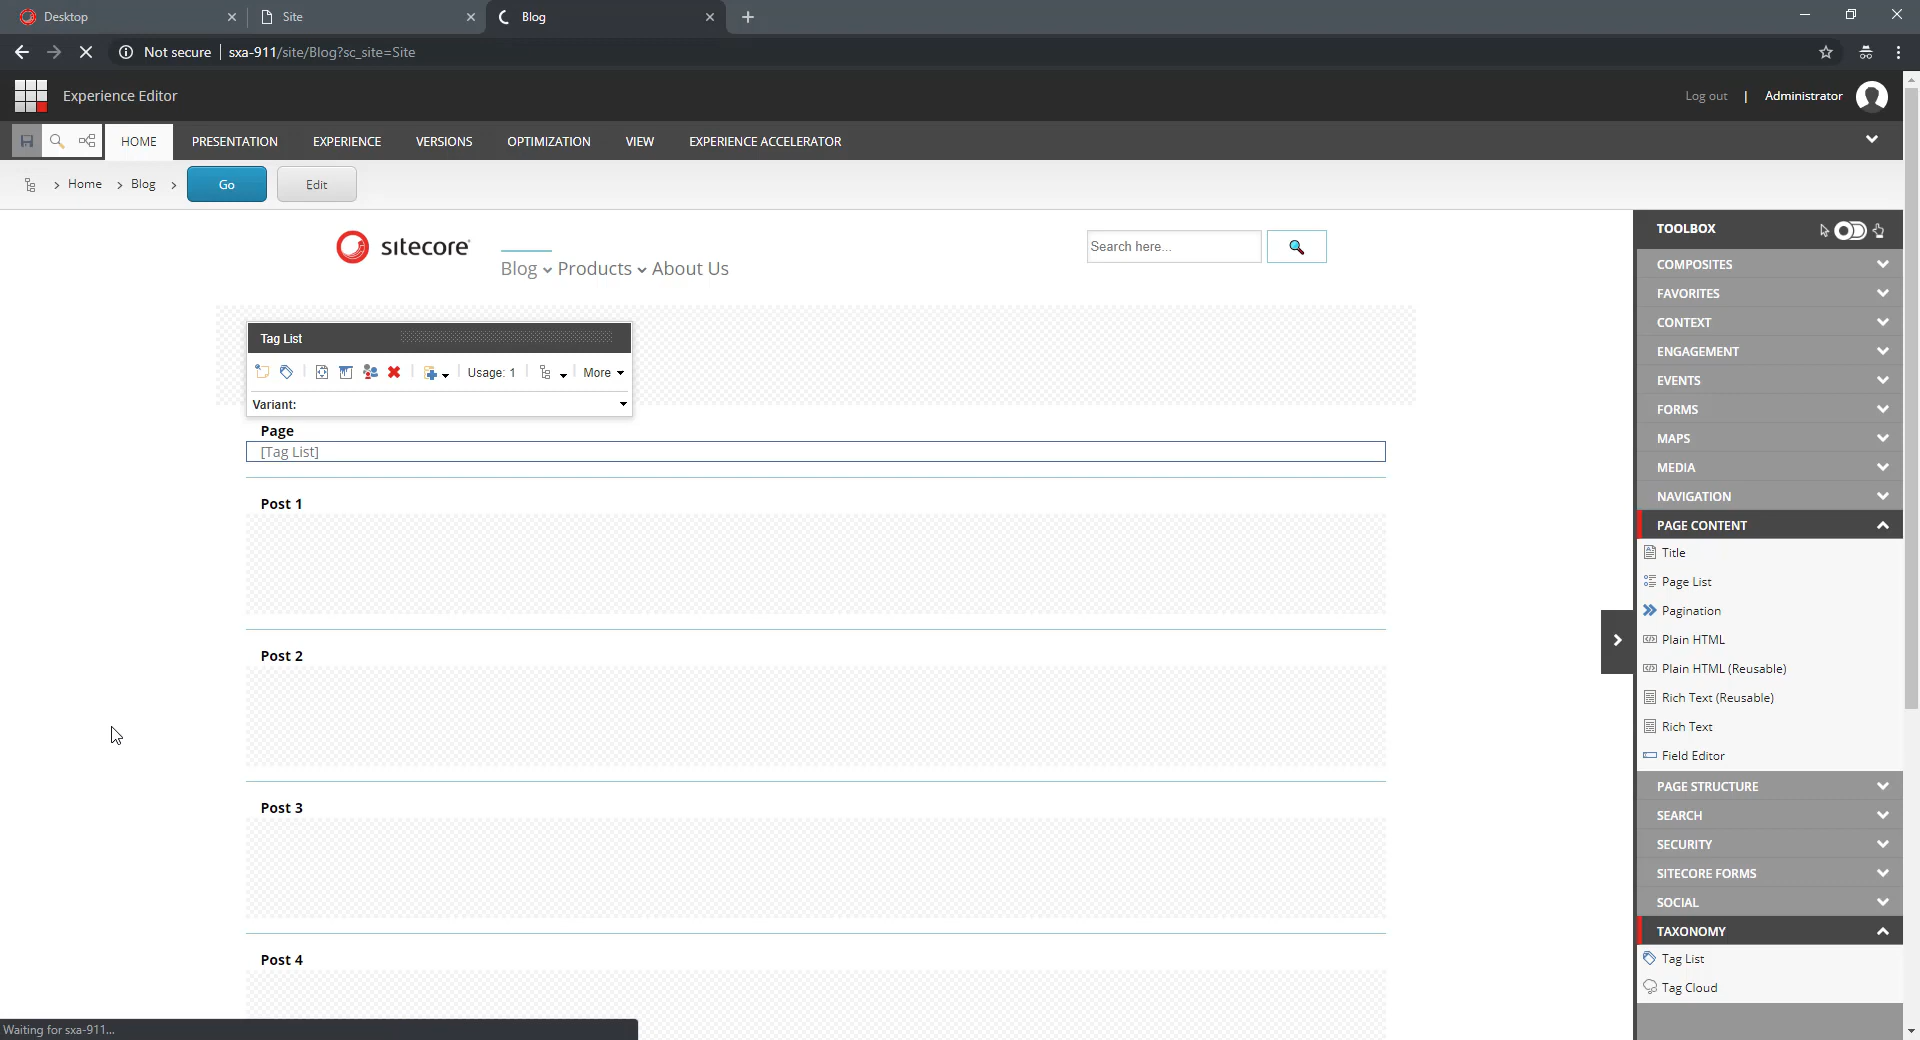 Desktop
Site
Blog
Not secure
sxa-911/site/Blog?sc_site=Site
Experience Editor
Log out | Administrator
HOME
PRESENTATION
EXPERIENCE
VERSIONS
OPTIMIZATION
VIEW
EXPERIENCE ACCELERATOR
Home
Blog
Go
Edit
sitecore
Blog
Products
About Us
Search here...
Tag List
Usage: 1
More
Variant:
Page
[Tag List]
Post 1
Post 2
Post 3
Post 4
TOOLBOX
COMPOSITES
FAVORITES
CONTEXT
ENGAGEMENT
EVENTS
FORMS
MAPS
MEDIA
NAVIGATION
PAGE CONTENT
Title
Page List
Pagination
Plain HTML
Plain HTML (Reusable)
Rich Text (Reusable)
Rich Text
Field Editor
PAGE STRUCTURE
SEARCH
SECURITY
SITECORE FORMS
SOCIAL
TAXONOMY
Tag List
Tag Cloud
Waiting for sxa-911...